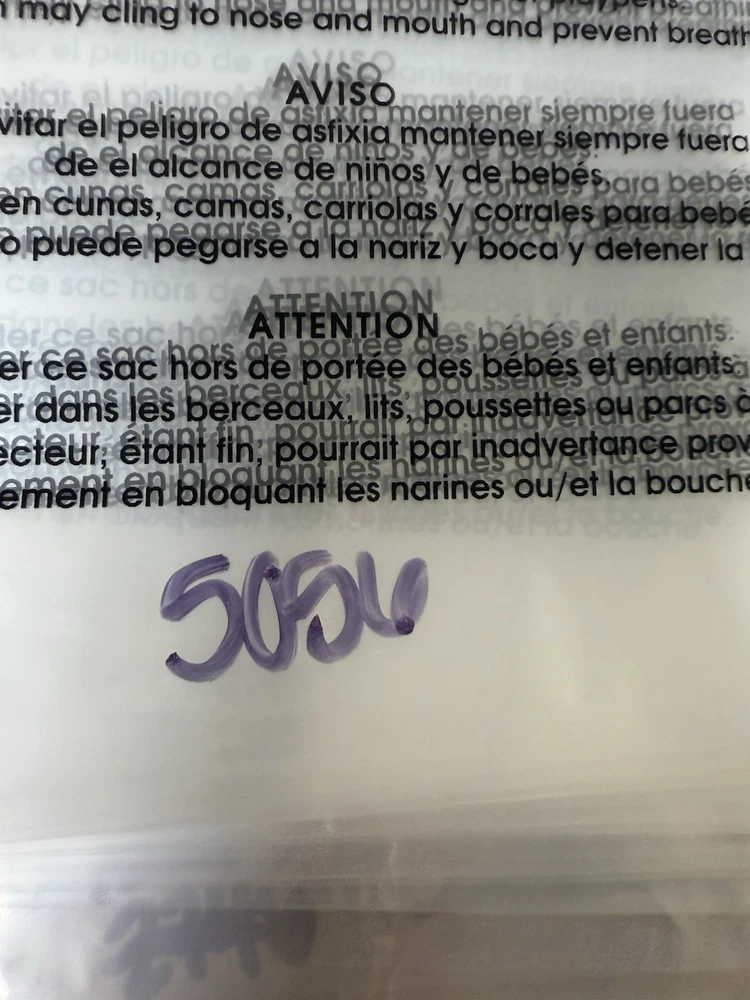 may cling to nose and mouth and prevent breath
AVISO
vitar el peligro de asfixia mantener siempre fuera
de el alcance de niños y de bebés.
en cunas, camas, carriolas y corrales para bebé
o puede pegarse a la nariz y boca y detener la
ATTENTION
er ce sac hors de portée des bébés et enfants.
er dans les berceaux, lits, poussettes ou parcs à
ecteur, étant fin, pourrait par inadvertance prov
ement en bloquant les narines ou/et la bouche
5056